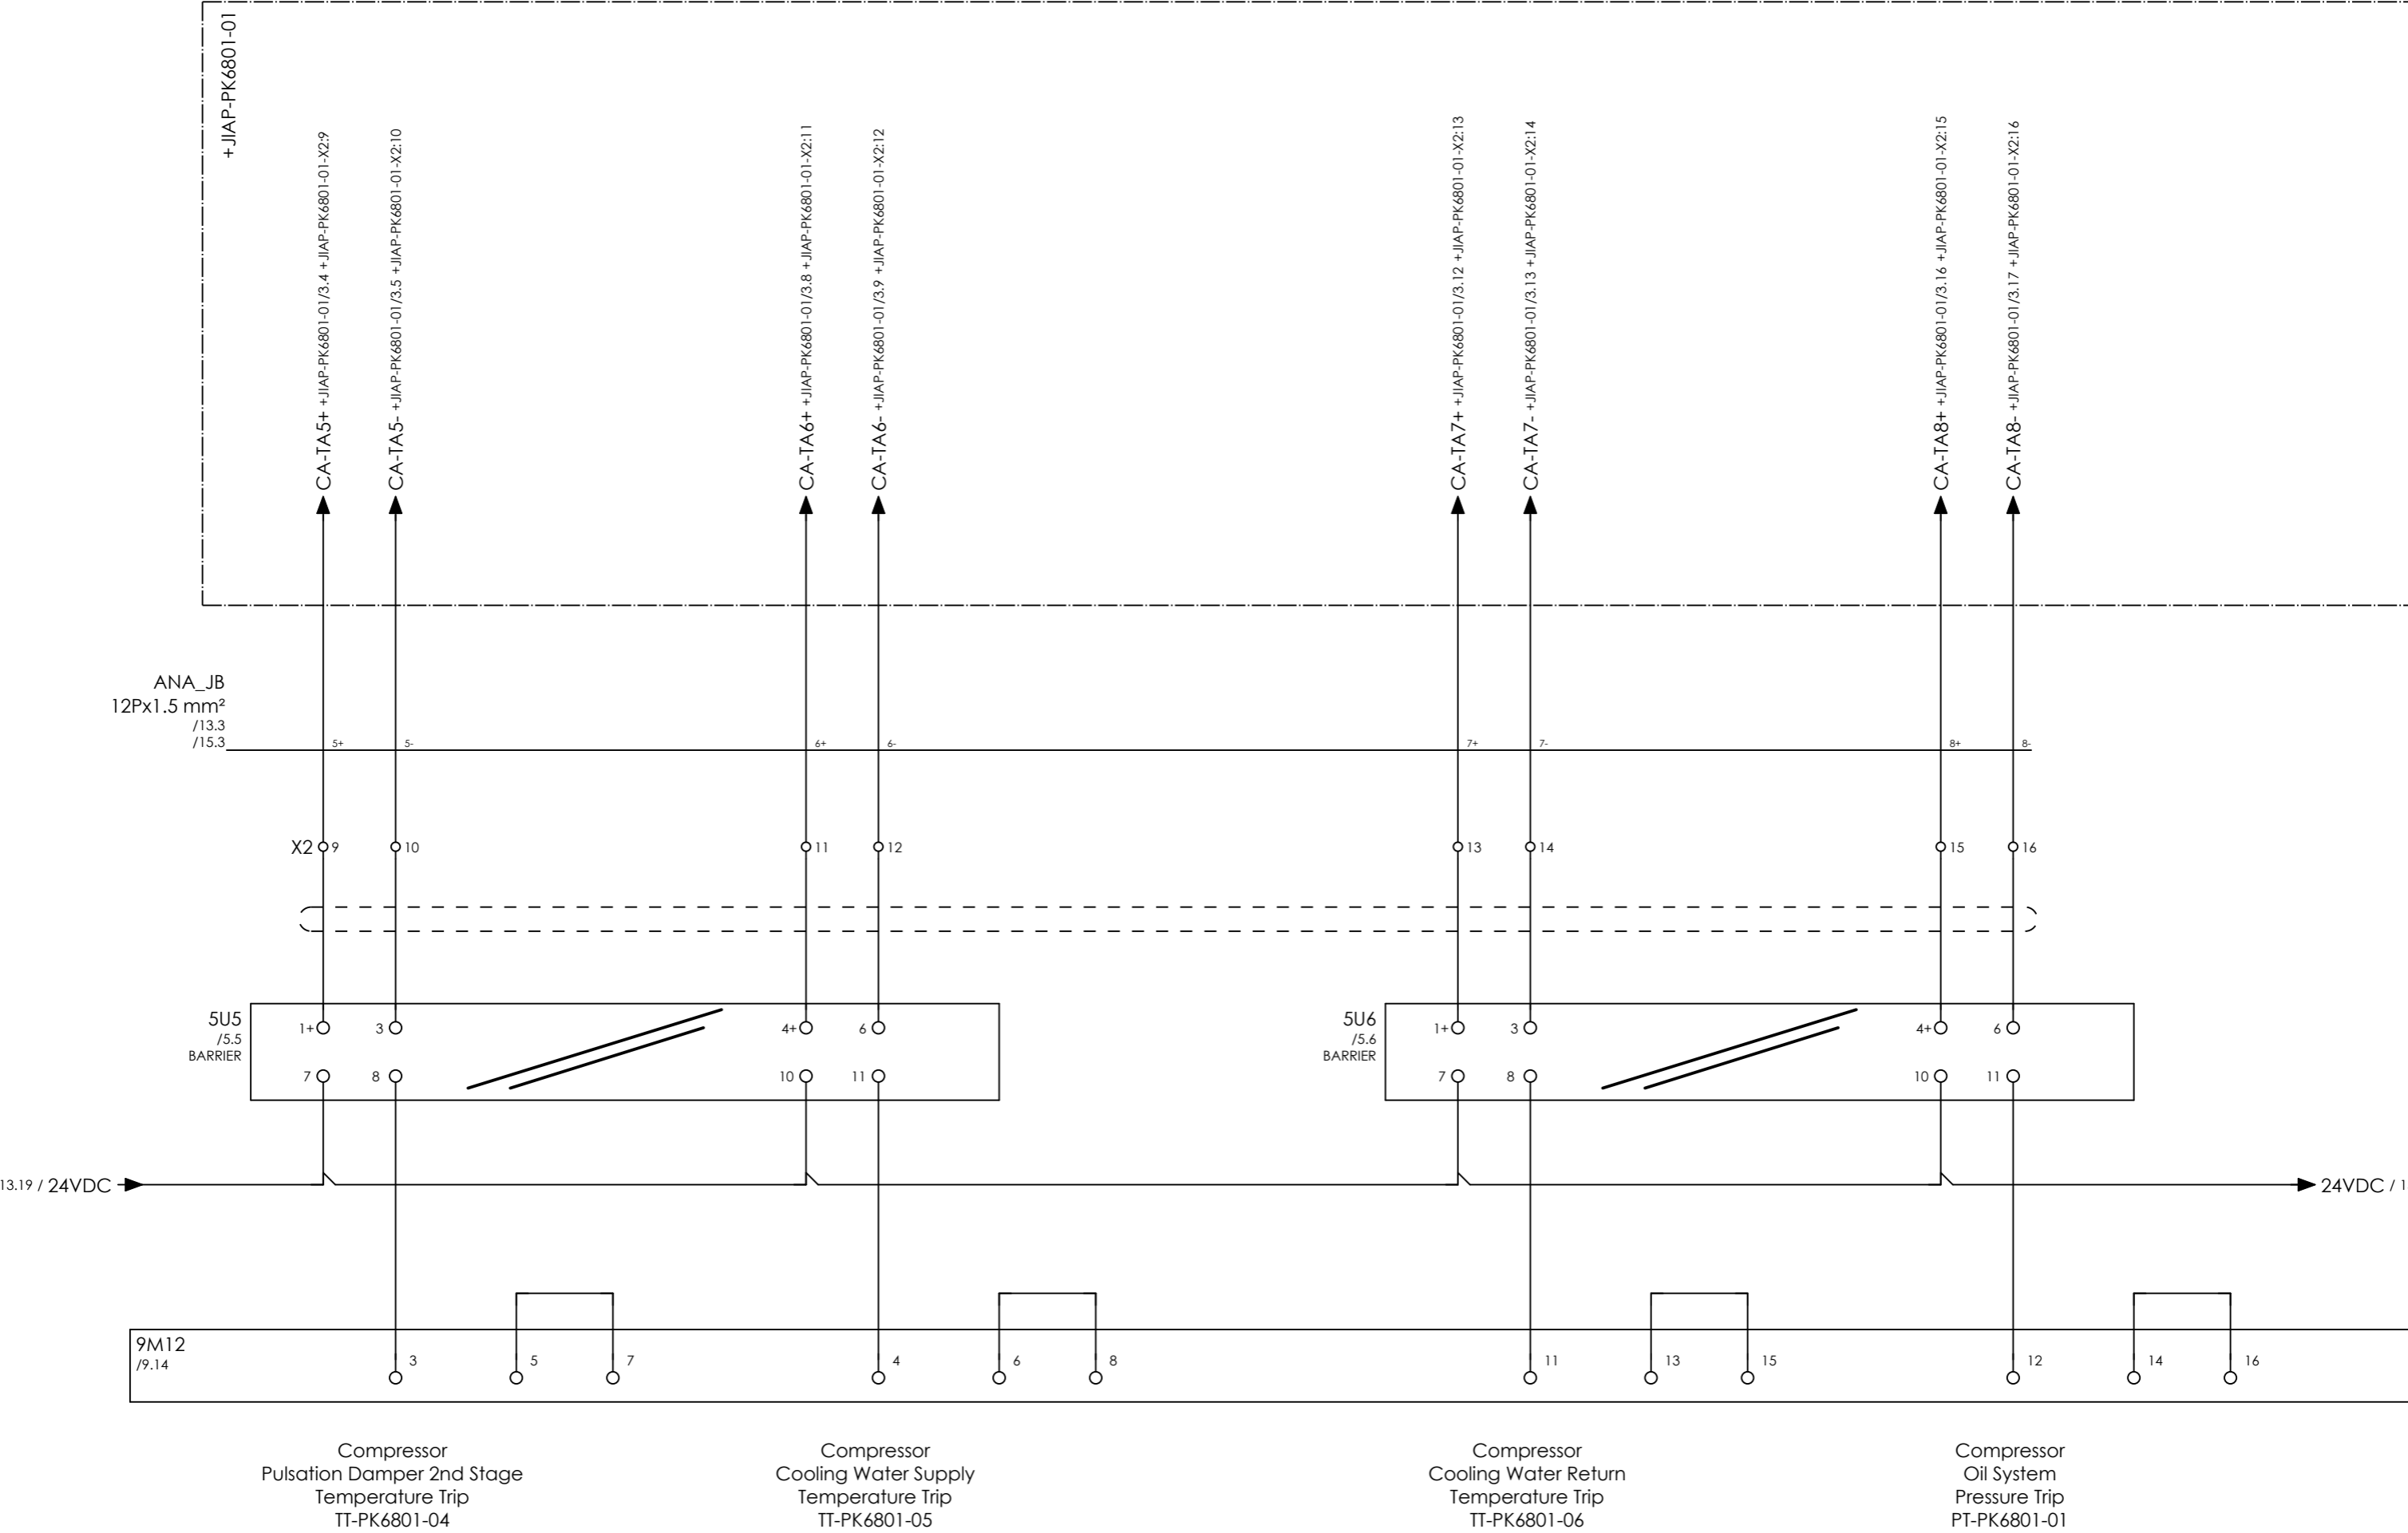 +JIAP-PK6801-01
CA-TA5+ +JIAP-PK6801-01/3.4 +JIAP-PK6801-01-X2:9
CA-TA5- +JIAP-PK6801-01/3.5 +JIAP-PK6801-01-X2:10
CA-TA6+ +JIAP-PK6801-01/3.8 +JIAP-PK6801-01-X2:11
CA-TA6- +JIAP-PK6801-01/3.9 +JIAP-PK6801-01-X2:12
CA-TA7+ +JIAP-PK6801-01/3.12 +JIAP-PK6801-01-X2:13
CA-TA7- +JIAP-PK6801-01/3.13 +JIAP-PK6801-01-X2:14
CA-TA8+ +JIAP-PK6801-01/3.16 +JIAP-PK6801-01-X2:15
CA-TA8- +JIAP-PK6801-01/3.17 +JIAP-PK6801-01-X2:16
ANA_JB
12Px1.5 mm²
/13.3
/15.3
5+ 5- 6+ 6- 7+ 7- 8+ 8-
X2 9 10 11 12 13 14 15 16
5U5
/5.5
BARRIER
1+ 3 4+ 6
7 8 10 11
5U6
/5.6
BARRIER
1+ 3 4+ 6
7 8 10 11
13.19 / 24VDC
24VDC / 1
9M12
/9.14
3 5 7 4 6 8 11 13 15 12 14 16
Compressor
Pulsation Damper 2nd Stage
Temperature Trip
TT-PK6801-04
Compressor
Cooling Water Supply
Temperature Trip
TT-PK6801-05
Compressor
Cooling Water Return
Temperature Trip
TT-PK6801-06
Compressor
Oil System
Pressure Trip
PT-PK6801-01